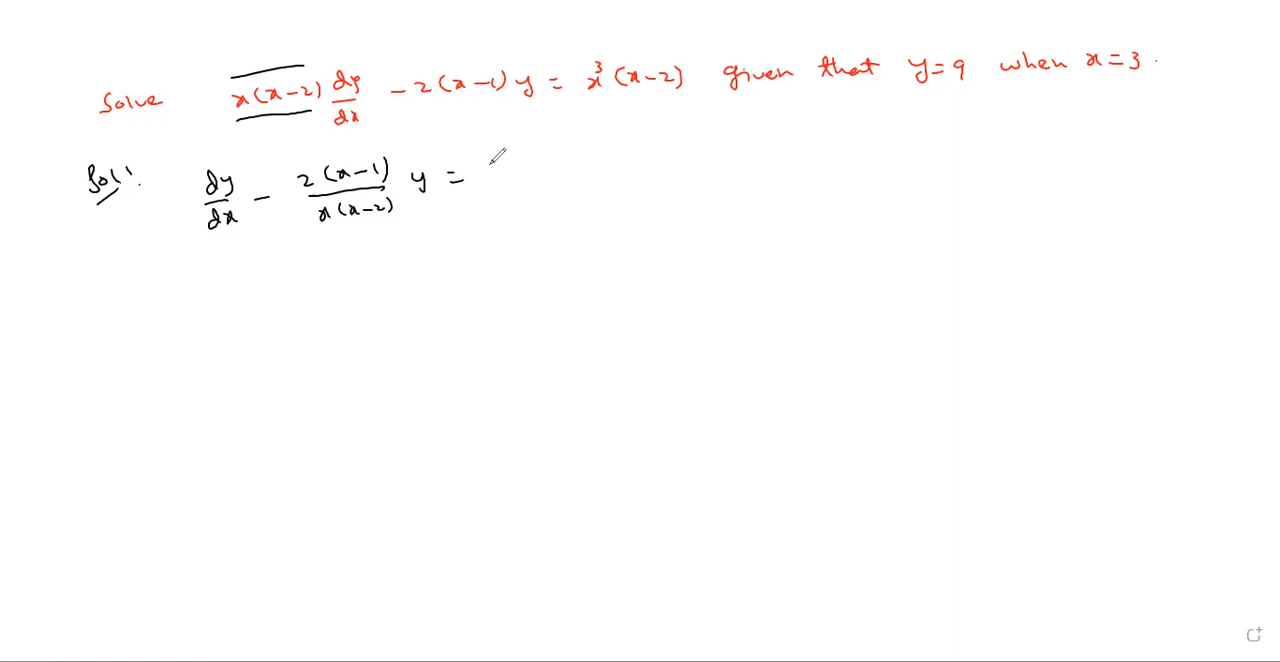 Solve x(x-2) dy/dx - 2(x-1)y = x³(x-2) given that y=9 when x=3.
Sol'. dy/dx - 2(x-1)/x(x-2) y =